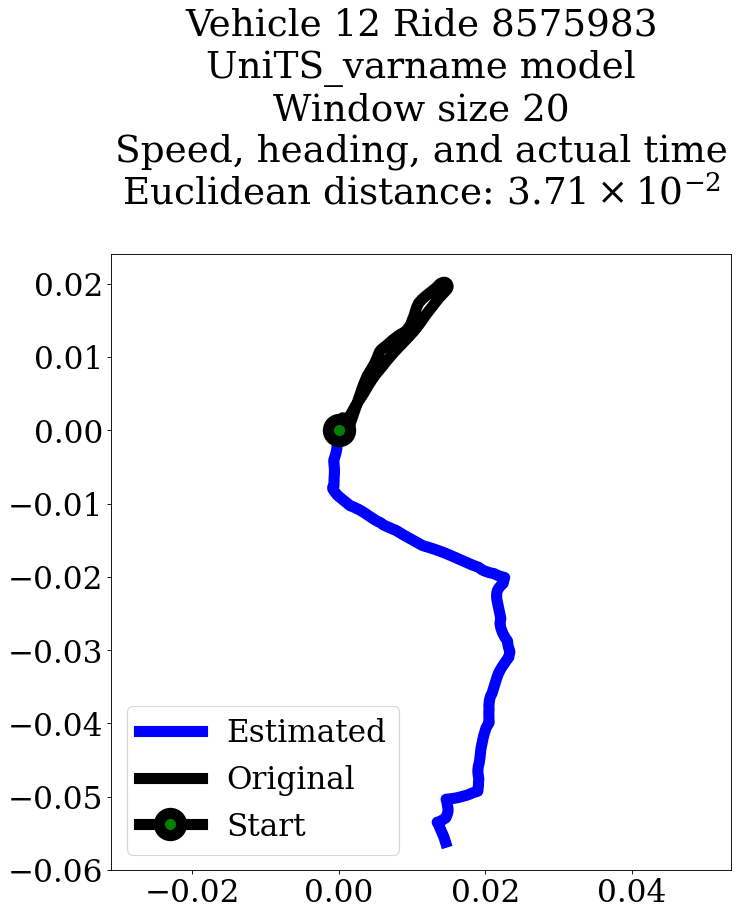 Vehicle 12 Ride 8575983
UniTS_varname model
Window size 20
Speed, heading, and actual time
Euclidean distance: 3.71 × 10⁻²
0.02
0.01
0.00
−0.01
−0.02
−0.03
−0.04
−0.05
−0.06
Estimated
Original
Start
−0.02 0.00 0.02 0.04